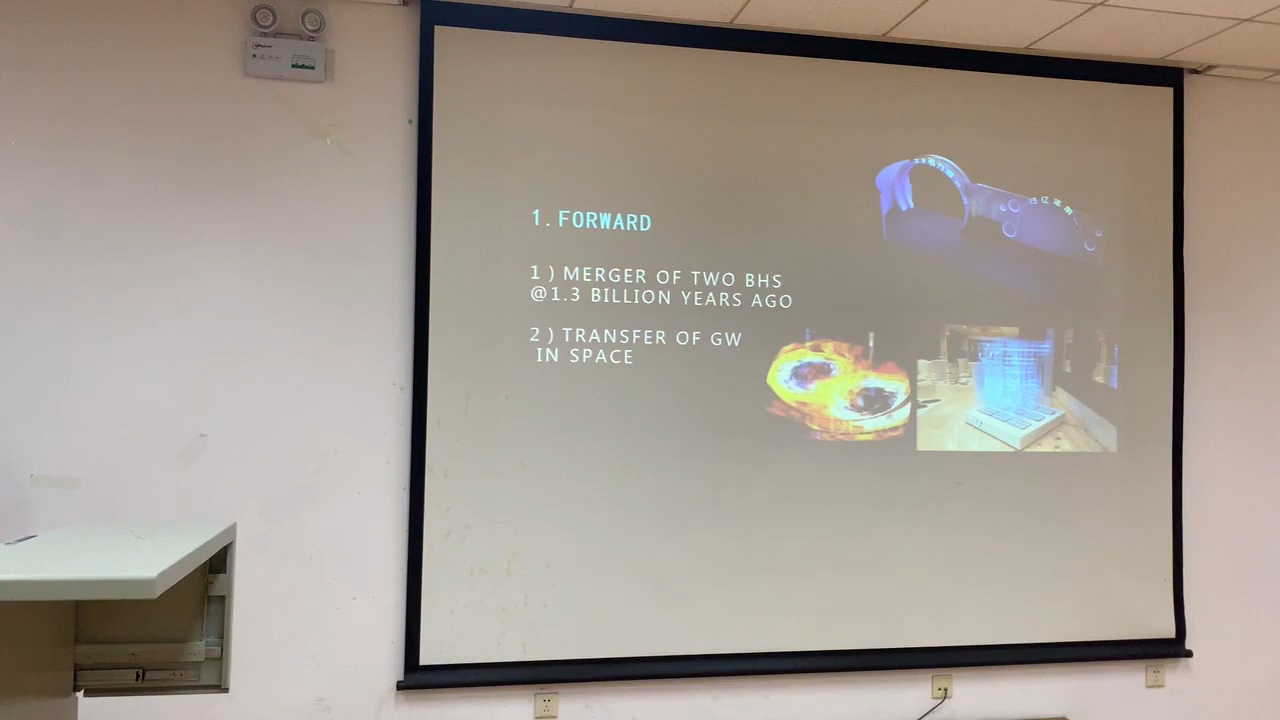 1. FORWARD
1 ) MERGER OF TWO BHS
@1.3 BILLION YEARS AGO
2 ) TRANSFER OF GW
IN SPACE